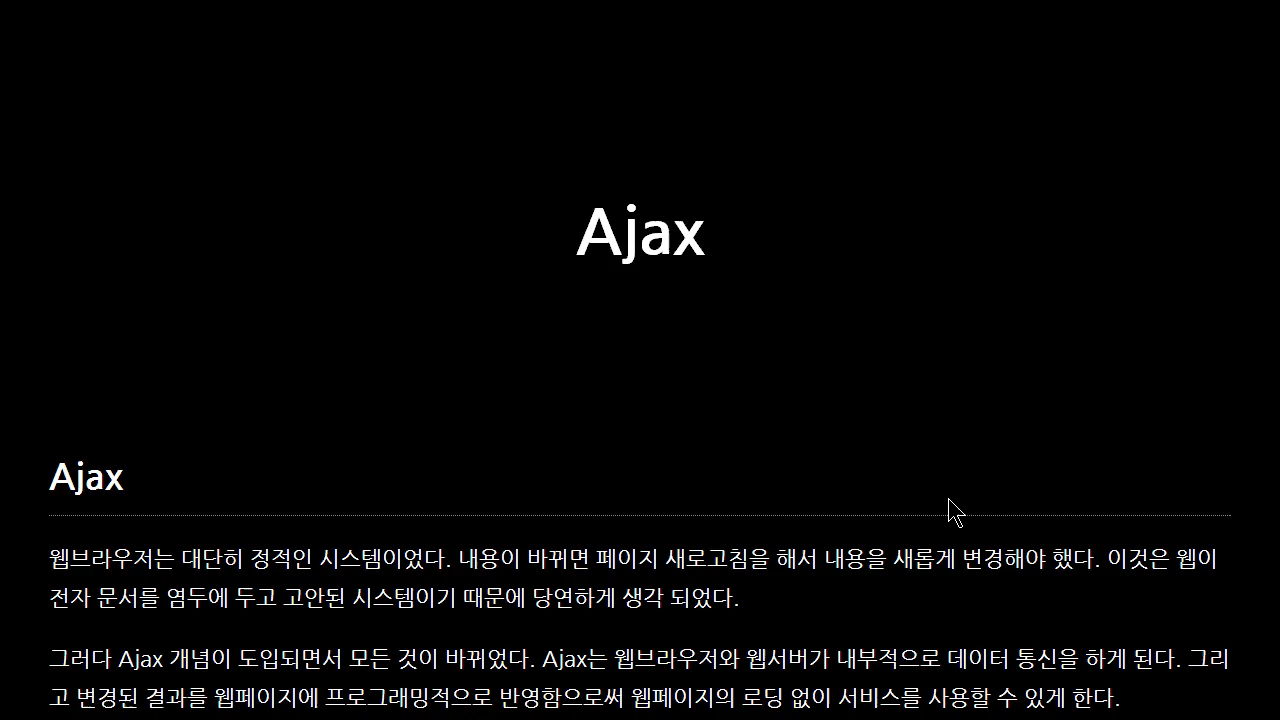 Ajax
Ajax
웹브라우저는 대단히 정적인 시스템이었다. 내용이 바뀌면 페이지 새로고침을 해서 내용을 새롭게 변경해야 했다. 이것은 웹이
전자 문서를 염두에 두고 고안된 시스템이기 때문에 당연하게 생각 되었다.
그러다 Ajax 개념이 도입되면서 모든 것이 바뀌었다. Ajax는 웹브라우저와 웹서버가 내부적으로 데이터 통신을 하게 된다. 그리
고 변경된 결과를 웹페이지에 프로그래밍적으로 반영함으로써 웹페이지의 로딩 없이 서비스를 사용할 수 있게 한다.